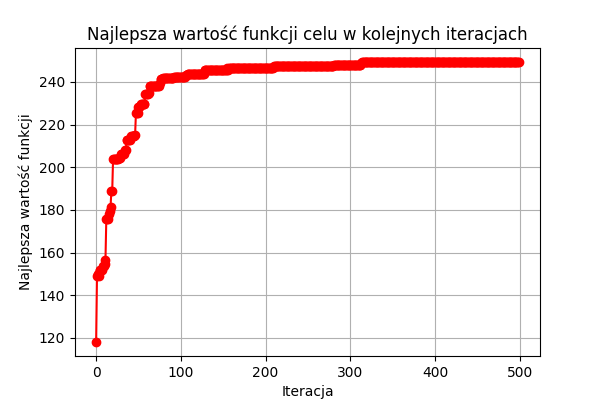 Najlepsza wartość funkcji celu w kolejnych iteracjach
Najlepsza wartość funkcji
240
220
200
180
160
140
120
0 100 200 300 400 500
Iteracja